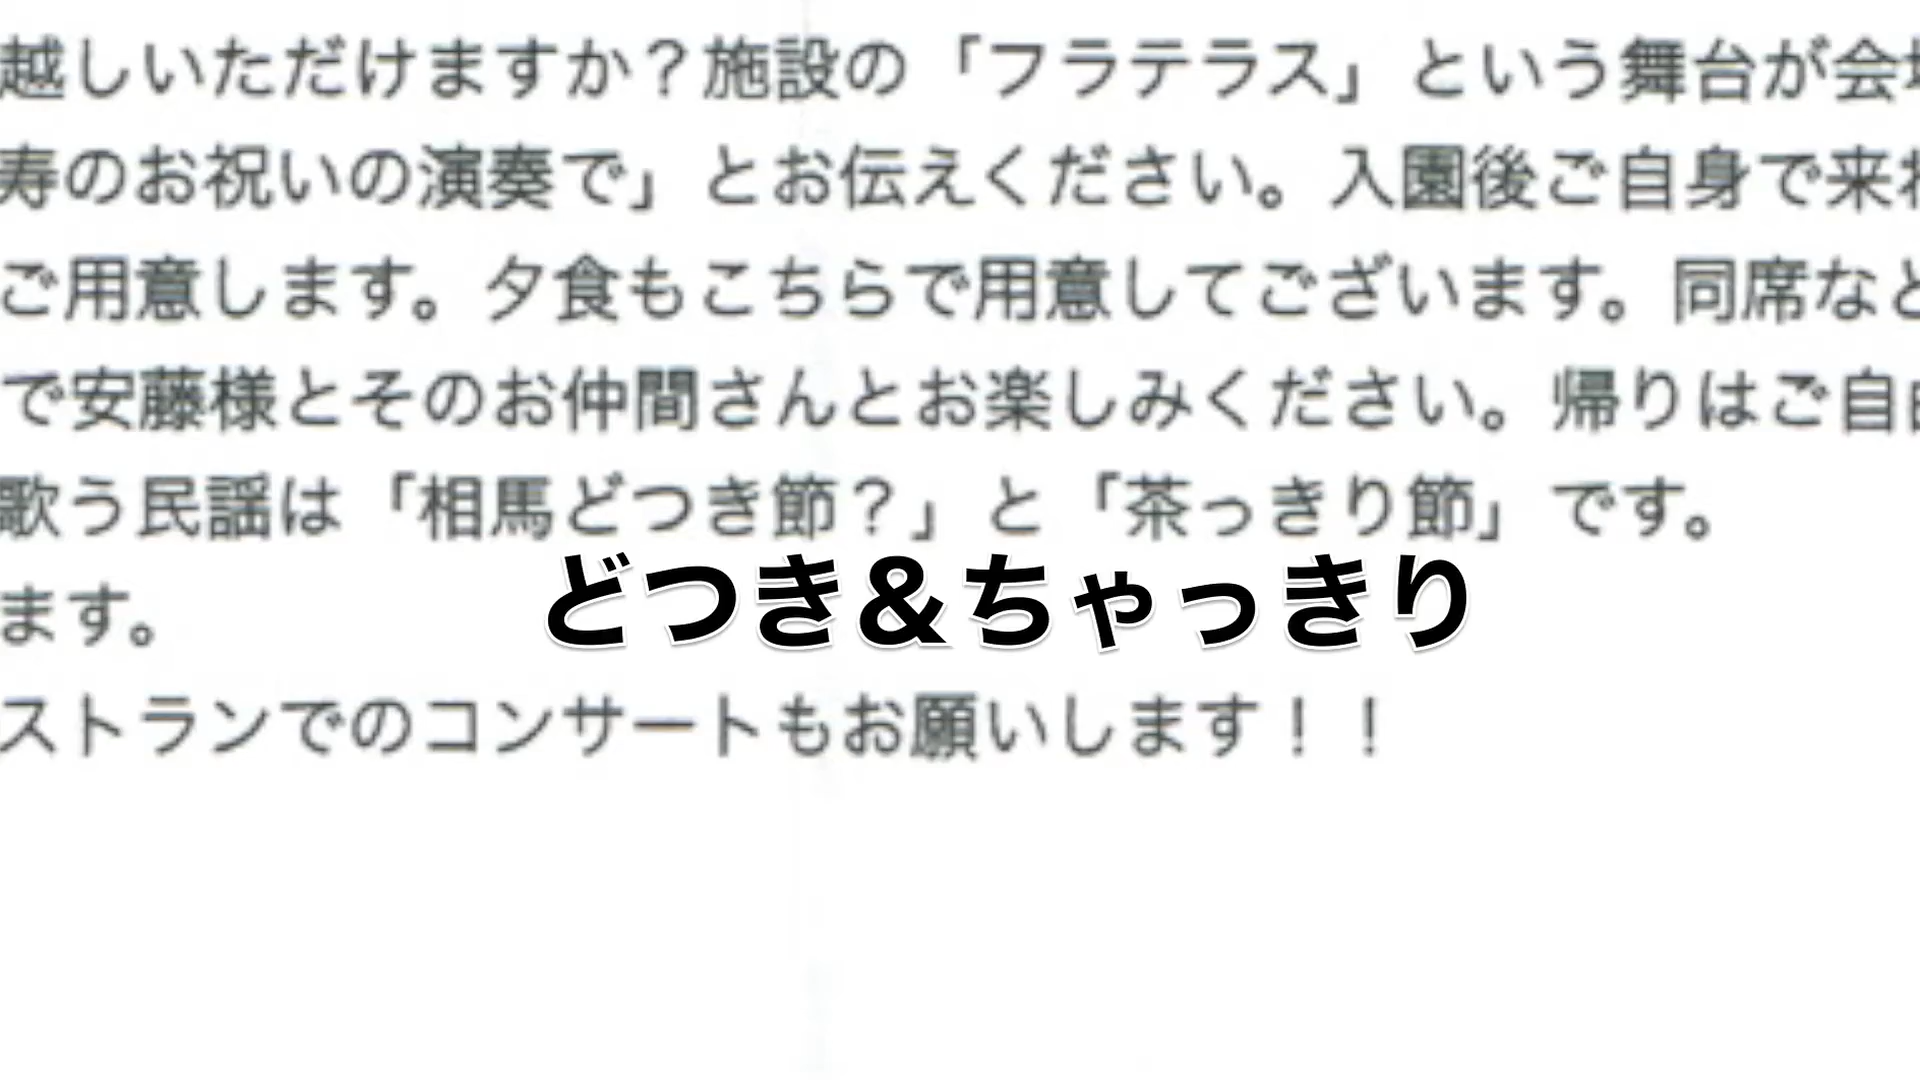 越しいただけますか？施設の「フラテラス」という舞台が会場
寿のお祝いの演奏で」とお伝えください。入園後ご自身で来
ご用意します。夕食もこちらで用意してございます。同席など
で安藤様とそのお仲間さんとお楽しみください。帰りはご自由
歌う民謡は「相馬どつき節？」と「茶っきり節」です。
どつき&ちゃっきり
ます。
ストランでのコンサートもお願いします！！